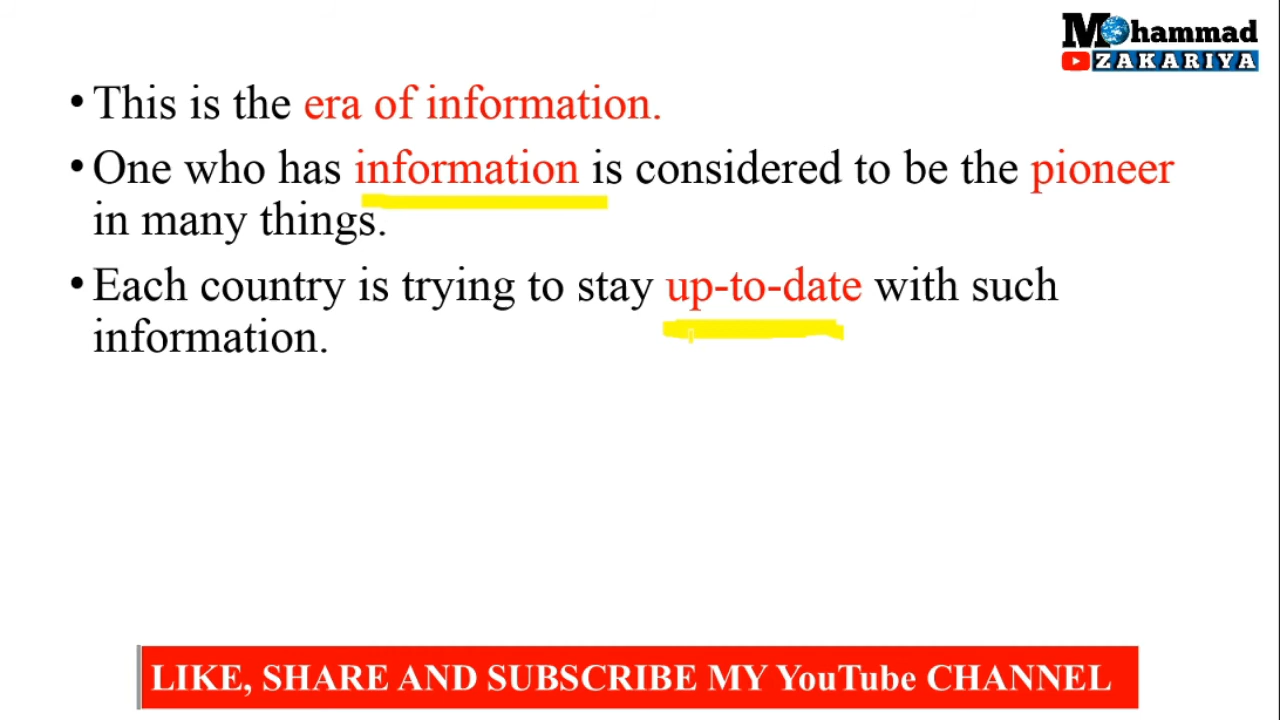 Mohammad
ZAKARIYA
• This is the era of information.
• One who has information is considered to be the pioneer
in many things.
• Each country is trying to stay up-to-date with such
information.
LIKE, SHARE AND SUBSCRIBE MY YouTube CHANNEL